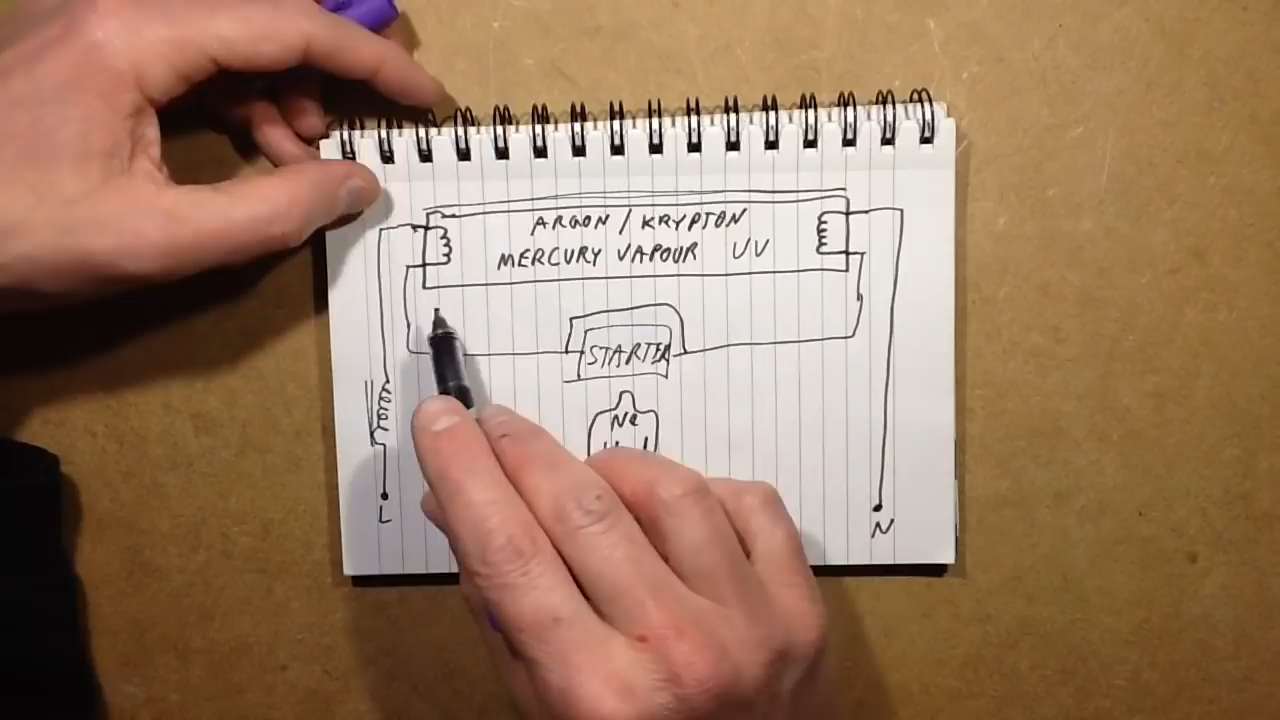 ARGON / KRYPTON
MERCURY VAPOUR UV
STARTER
Ne
L
N